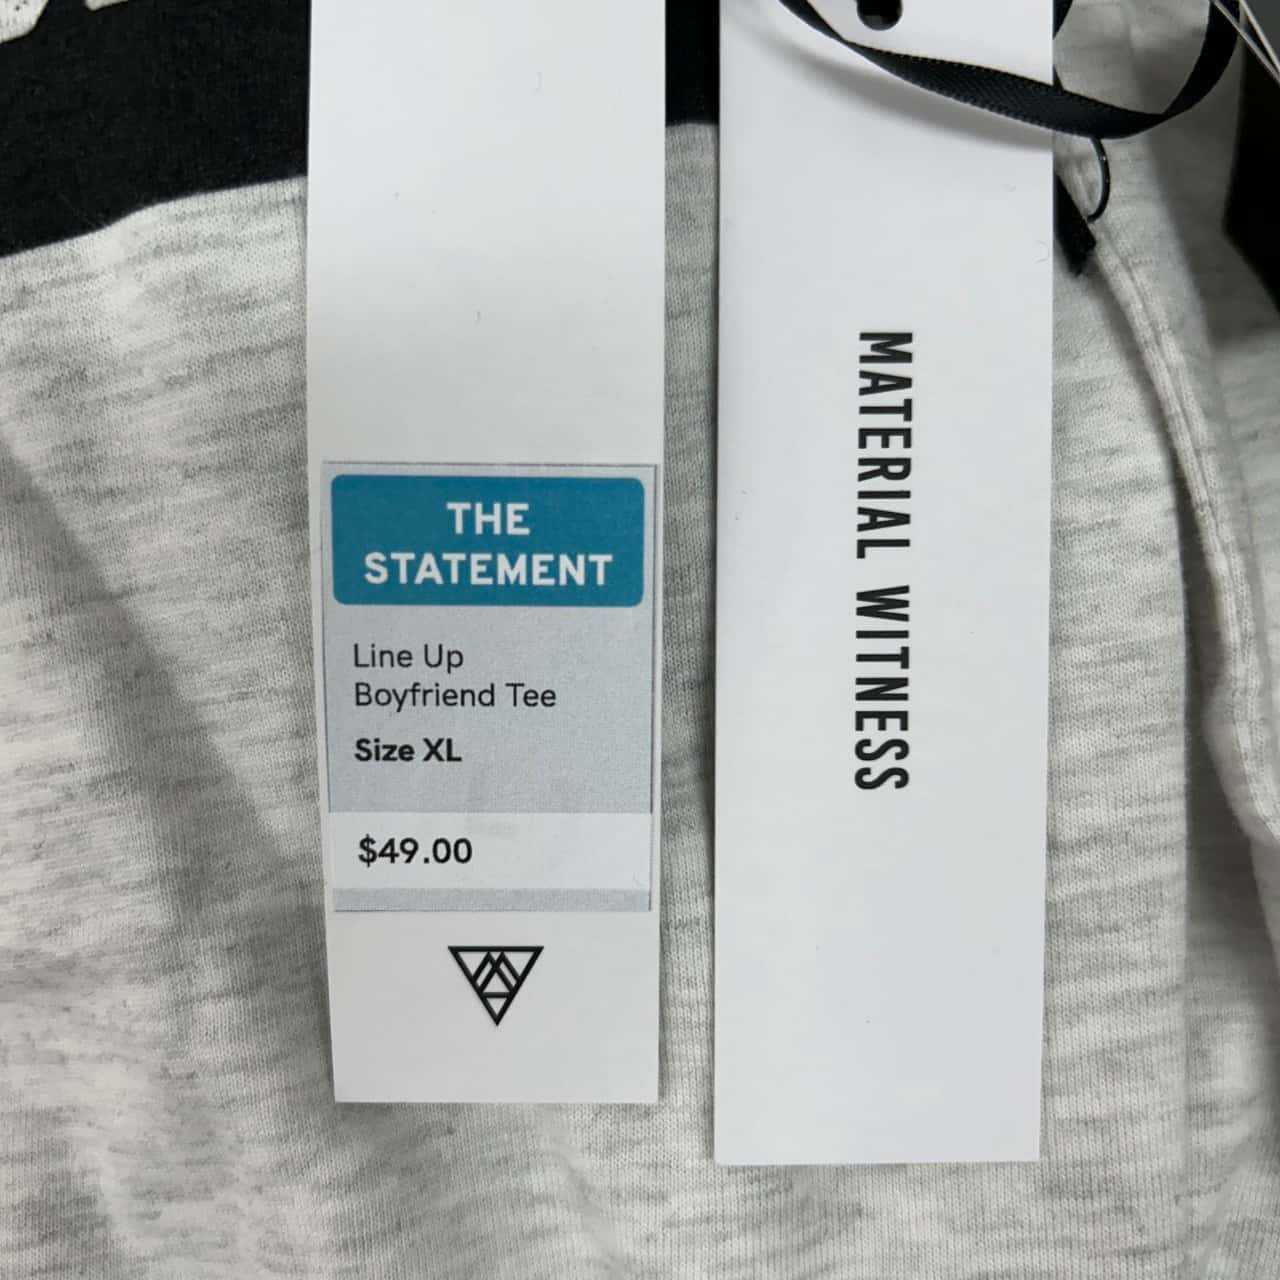 THE
STATEMENT
Line Up
Boyfriend Tee
Size XL
$49.00
MATERIAL WITNESS